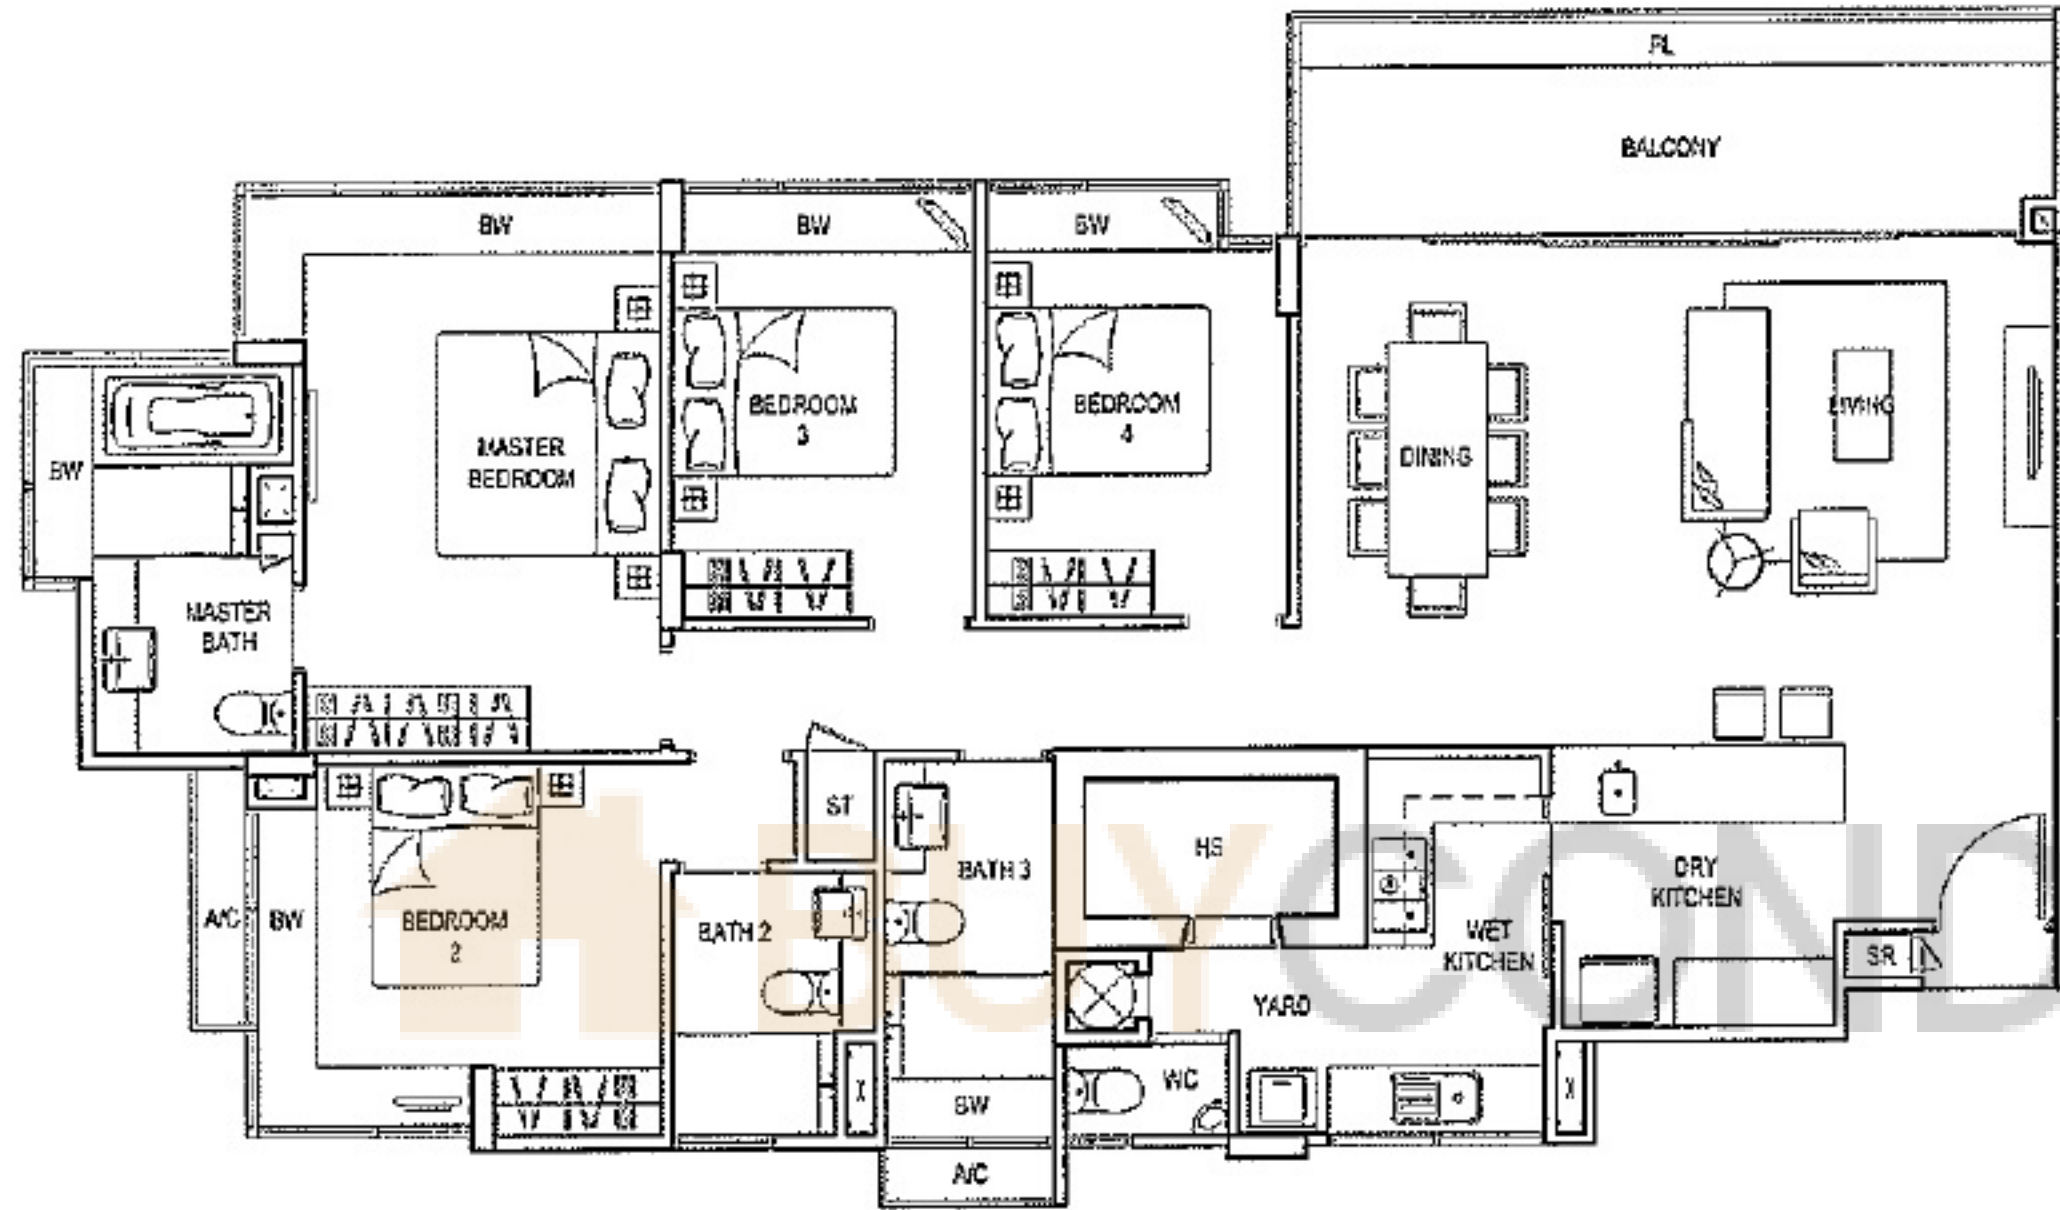 PL
BALCONY
BW
BW
BW
MASTER
BEDROOM
BEDROOM
3
BEDROOM
4
DINING
LIVING
BW
MASTER
BATH
ST
BATH 3
HS
DRY
KITCHEN
A/C
BW
BEDROOM
2
BATH 2
WET
KITCHEN
SR
YARD
WC
BW
A/C
BUYCOND